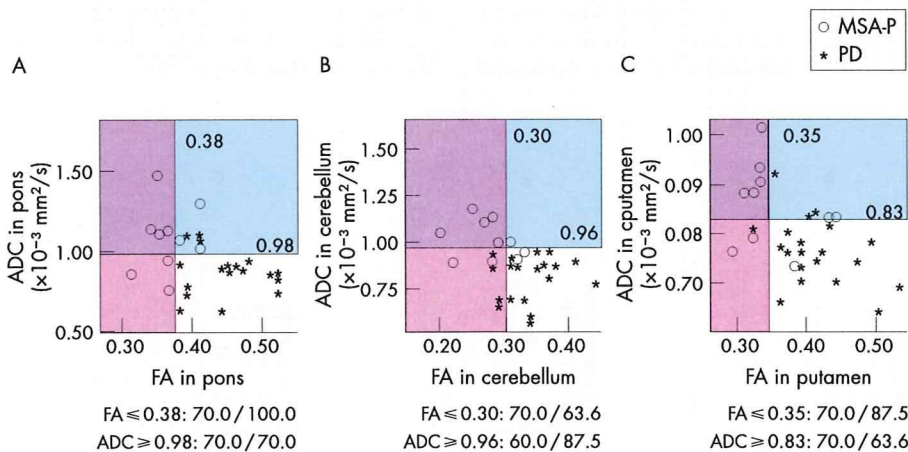 MSA-P
PD
A
ADC in pons
(×10⁻³ mm²/s)
1.50
1.00
0.50
0.38
0.98
0.30 0.40 0.50
FA in pons
FA ≤ 0.38: 70.0 / 100.0
ADC ≥ 0.98: 70.0 / 70.0
B
ADC in cerebellum
(×10⁻³ mm²/s)
1.50
1.25
1.00
0.75
0.30
0.96
0.20 0.30 0.40
FA in cerebellum
FA ≤ 0.30: 70.0 / 63.6
ADC ≥ 0.96: 60.0 / 87.5
C
ADC in cputamen
(×10⁻³ mm²/s)
1.00
0.09
0.08
0.70
0.35
0.83
0.30 0.40 0.50
FA in putamen
FA ≤ 0.35: 70.0 / 87.5
ADC ≥ 0.83: 70.0 / 63.6